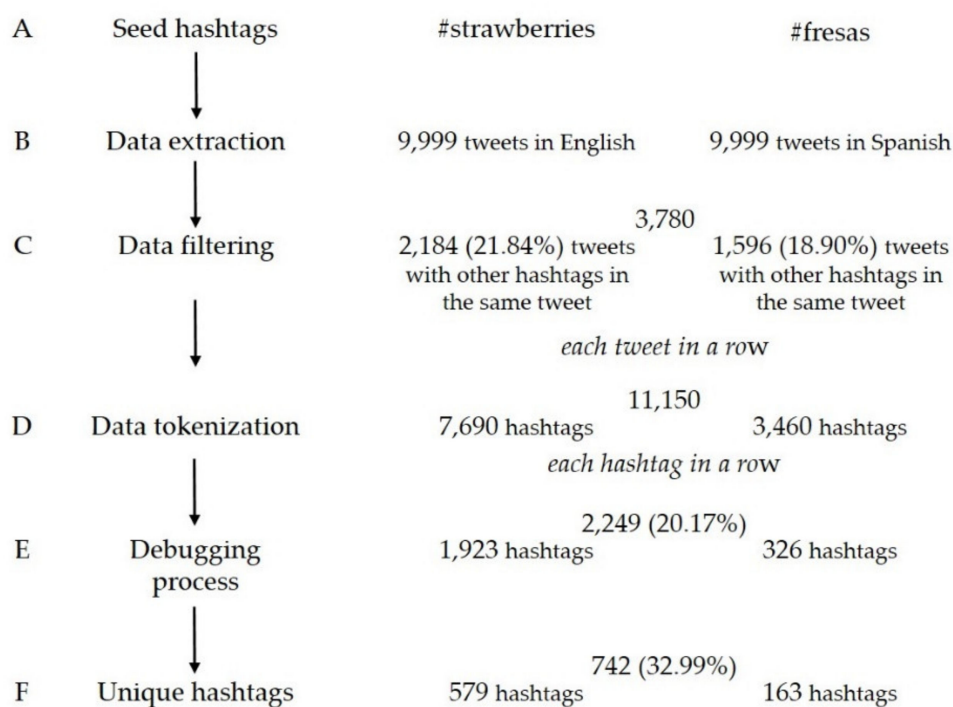 A Seed hashtags #strawberries #fresas
B Data extraction 9,999 tweets in English 9,999 tweets in Spanish
3,780
C Data filtering 2,184 (21.84%) tweets 1,596 (18.90%) tweets
with other hashtags in with other hashtags in
the same tweet the same tweet
each tweet in a row
11,150
D Data tokenization 7,690 hashtags 3,460 hashtags
each hashtag in a row
2,249 (20.17%)
E Debugging 1,923 hashtags 326 hashtags
process
742 (32.99%)
F Unique hashtags 579 hashtags 163 hashtags